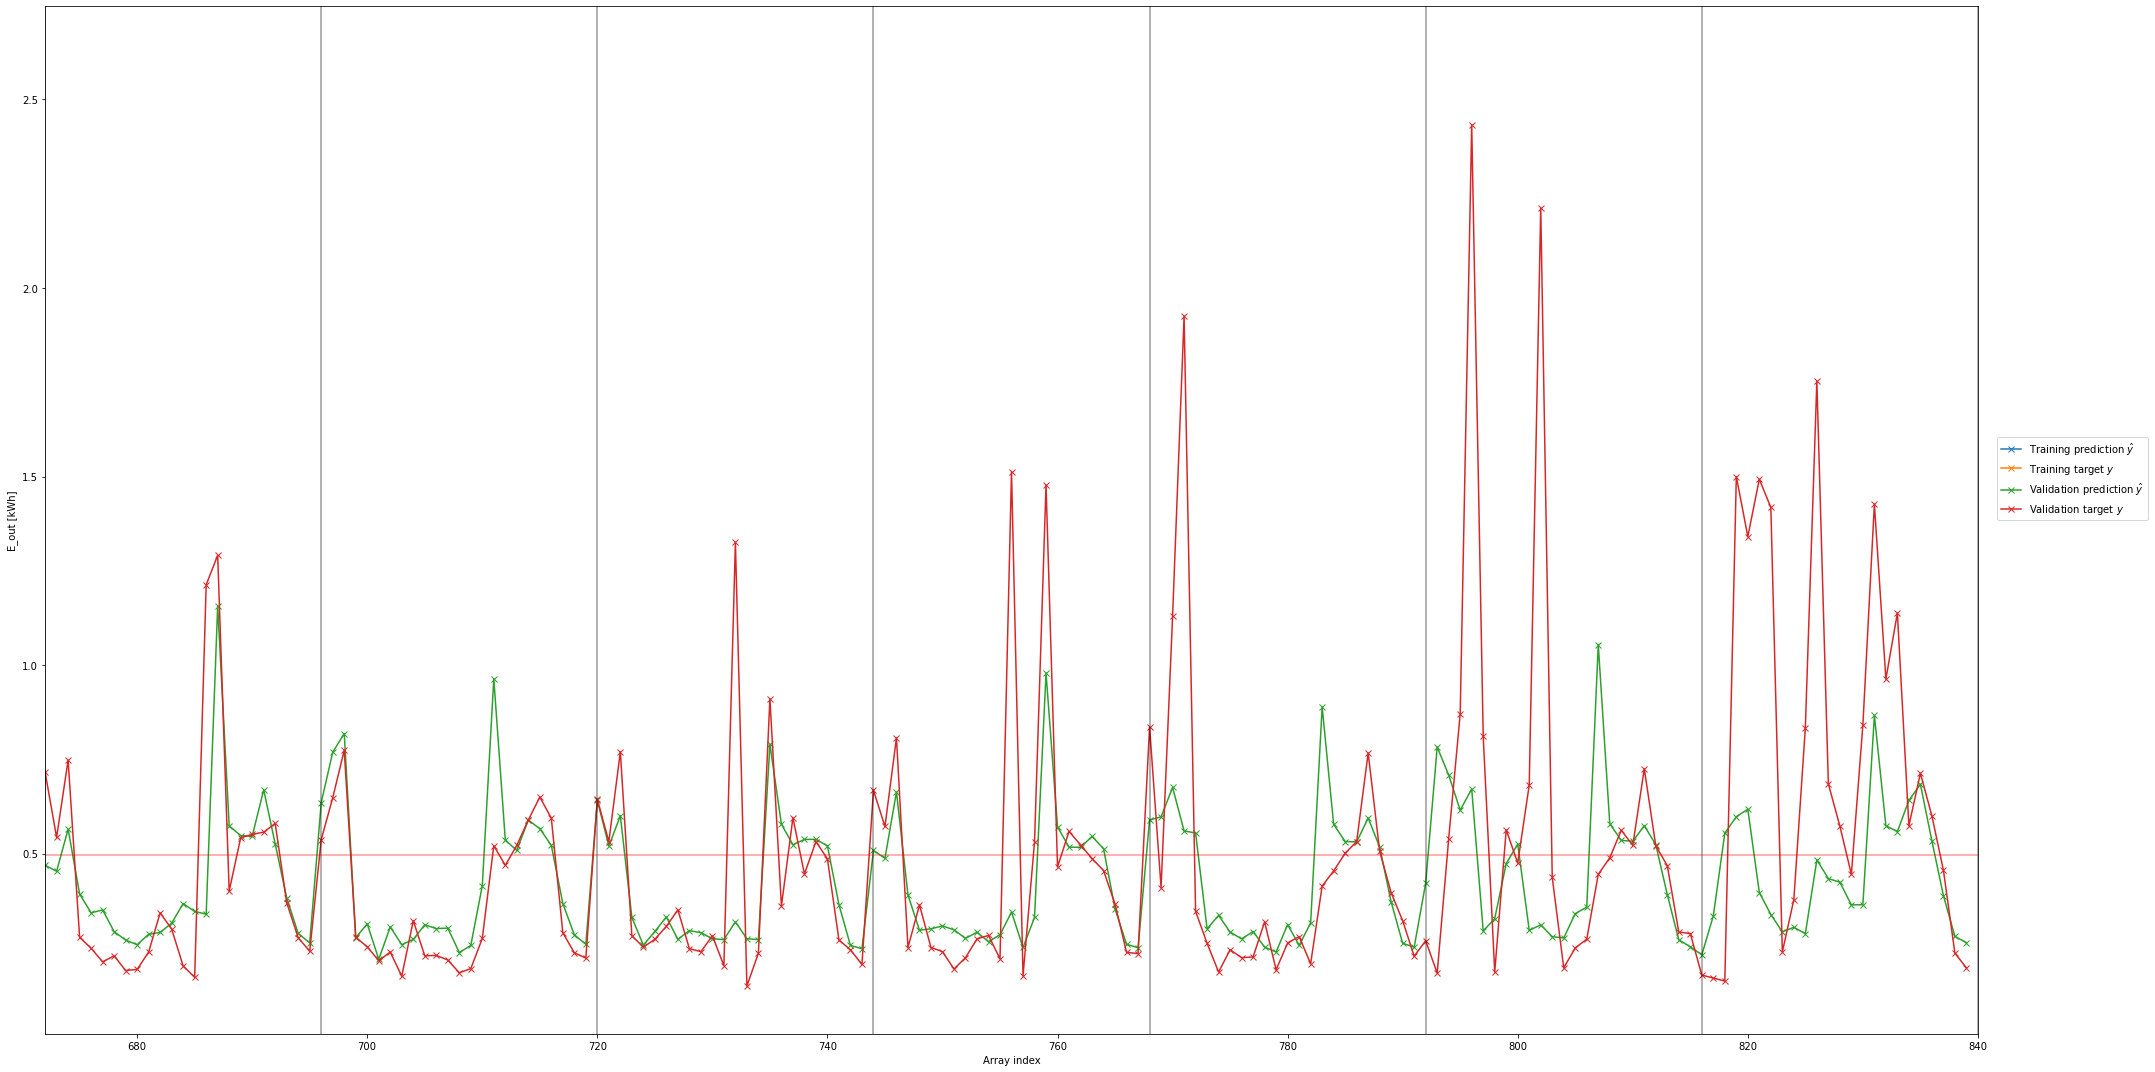 2.5
2.0
1.5
1.0
0.5
E_out [kWh]
680
700
720
740
760
780
800
820
840
Array index
Training prediction ŷ
Training target y
Validation prediction ŷ
Validation target y